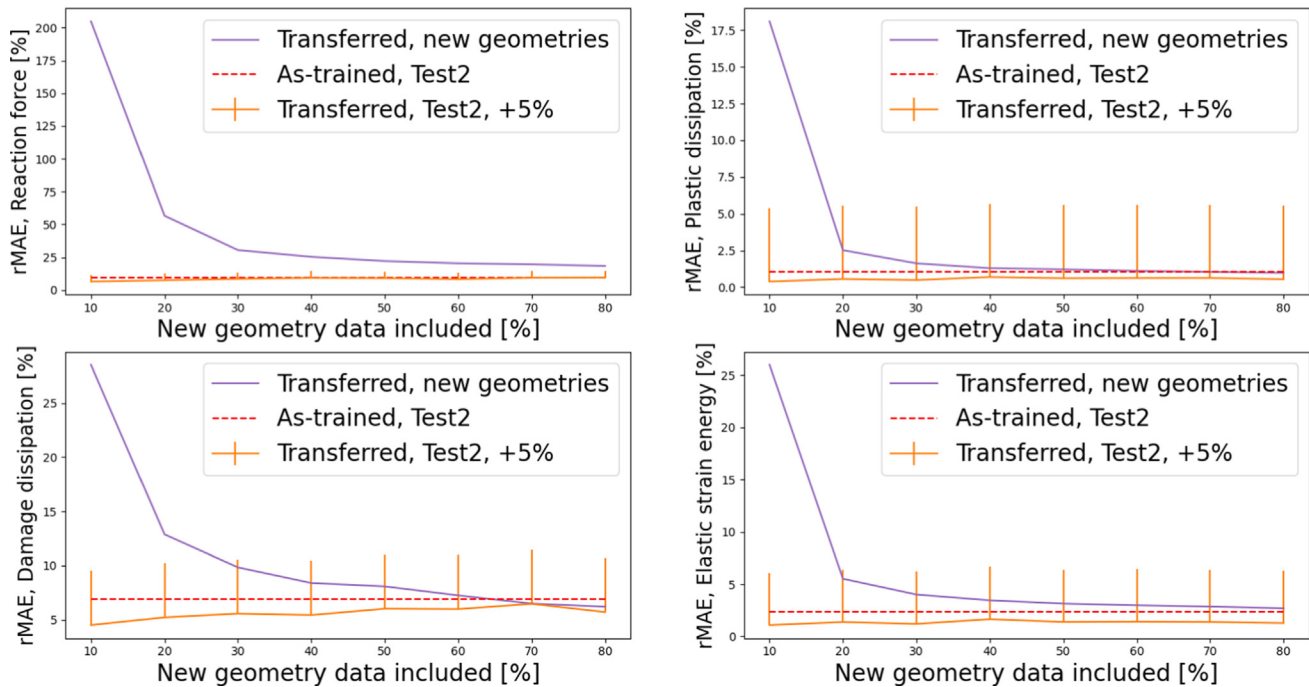 rMAE, Reaction force [%]
200
175
150
125
100
75
50
25
0
Transferred, new geometries
As-trained, Test2
Transferred, Test2, +5%
10 20 30 40 50 60 70 80
New geometry data included [%]
rMAE, Plastic dissipation [%]
17.5
15.0
12.5
10.0
7.5
5.0
2.5
0.0
Transferred, new geometries
As-trained, Test2
Transferred, Test2, +5%
10 20 30 40 50 60 70 80
New geometry data included [%]
rMAE, Damage dissipation [%]
25
20
15
10
5
Transferred, new geometries
As-trained, Test2
Transferred, Test2, +5%
10 20 30 40 50 60 70 80
New geometry data included [%]
rMAE, Elastic strain energy [%]
25
20
15
10
5
0
Transferred, new geometries
As-trained, Test2
Transferred, Test2, +5%
10 20 30 40 50 60 70 80
New geometry data included [%]